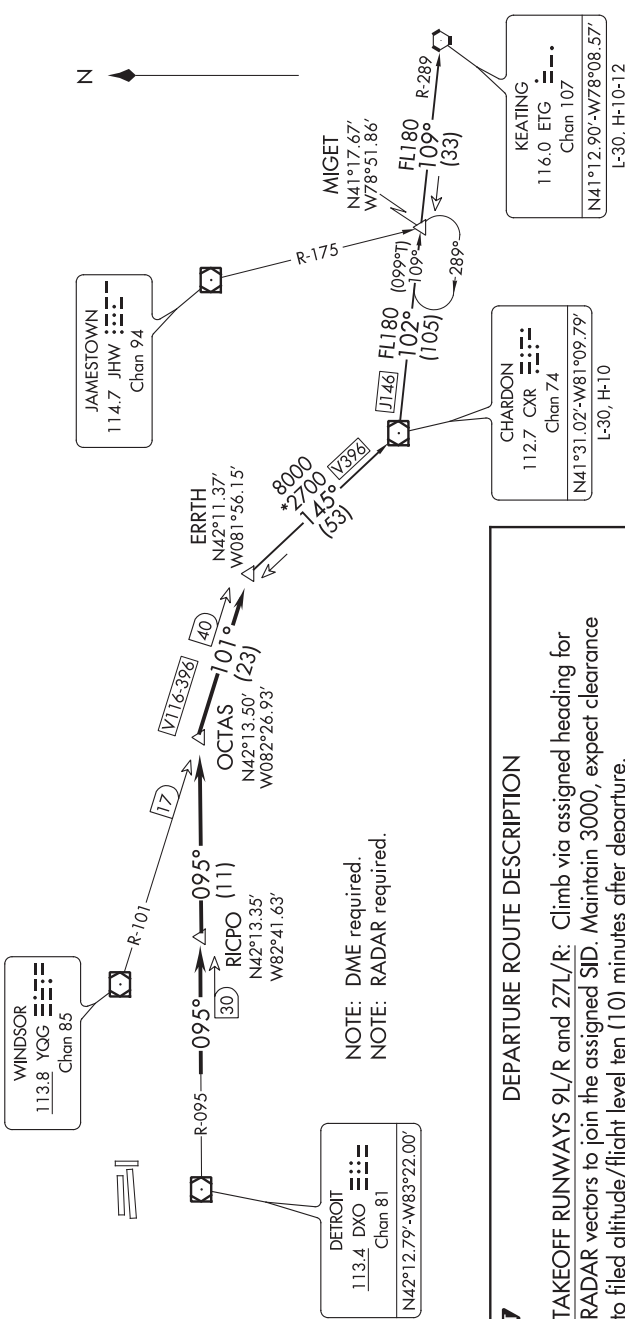 N
WINDSOR
113.8 YQG
Chan 85
DETROIT
113.4 DXO
Chan 81
N42°12.79’-W83°22.00’
R-095
095°
30
RICPO
N42°13.35’
W82°41.63’
095°
(11)
R-101
17
OCTAS
N42°13.50’
W082°26.93’
V116-396
40
101°
(23)
ERRTH
N42°11.37’
W081°56.15’
8000
*2700
145°
(53)
V396
JAMESTOWN
114.7 JHW
Chan 94
R-175
CHARDON
112.7 CXR
Chan 74
N41°31.02’-W81°09.79’
L-30, H-10
J146
FL180
102°
(105)
(099°T)
109°
289°
MIGET
N41°17.67’
W78°51.86’
FL180
109°
(33)
R-289
KEATING
116.0 ETG
Chan 107
N41°12.90’-W78°08.57’
L-30, H-10-12
NOTE: DME required.
NOTE: RADAR required.
DEPARTURE ROUTE DESCRIPTION
TAKEOFF RUNWAYS 9L/R and 27L/R: Climb via assigned heading for
RADAR vectors to join the assigned SID. Maintain 3000, expect clearance
to filed altitude/flight level ten (10) minutes after departure.